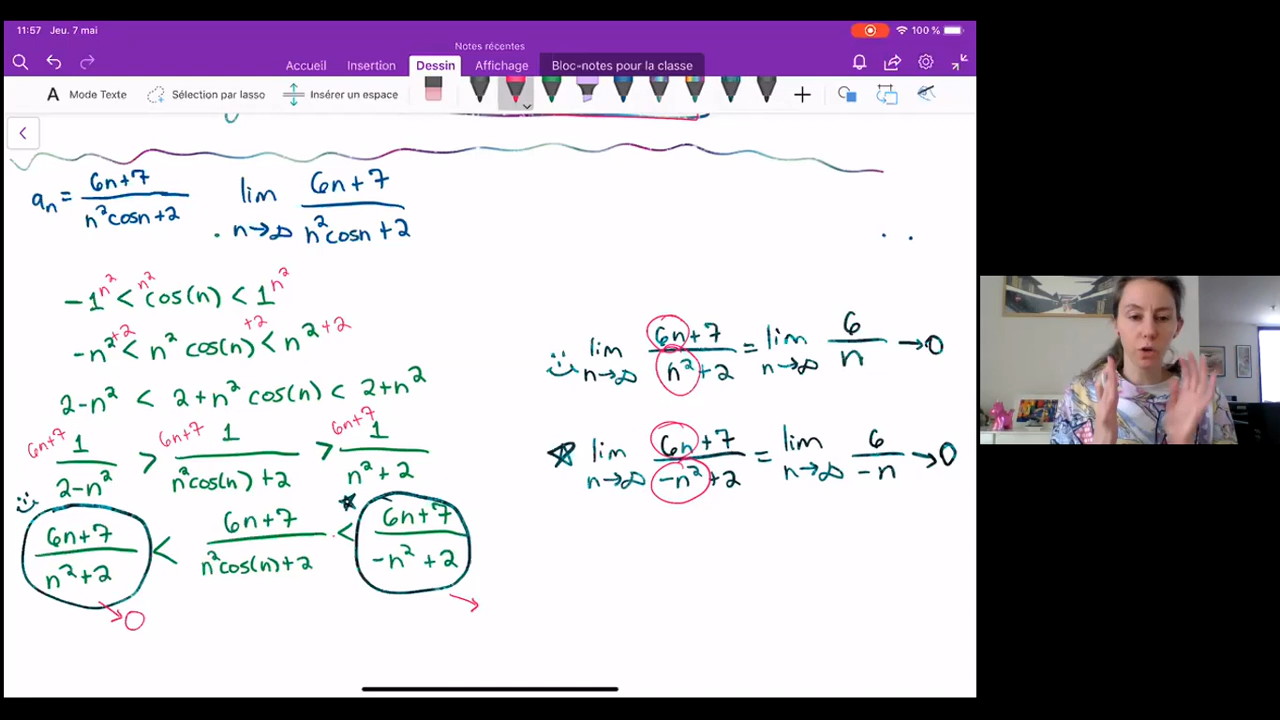 11:57 Jeu. 7 mai
100 %
Notes récentes
Accueil Insertion Dessin Affichage Bloc-notes pour la classe
A Mode Texte Sélection par lasso Insérer un espace
aₙ = (6n+7)/(n²cosn+2) lim n→∞ (6n+7)/(n²cosn+2)
-1 n² < n² cos(n) < 1 n²
-n² +2 < n² cos(n) +2 < n² +2
2-n² < 2+n² cos(n) < 2+n²
6n+7 1/(2-n²) > 6n+7 1/(n²cos(n)+2) > 6n+7 1/(n²+2)
(6n+7)/(n²+2) < (6n+7)/(n²cos(n)+2) < (6n+7)/(-n²+2)
→0 →
lim n→∞ (6n+7)/(n²+2) = lim n→∞ 6/n →0
lim n→∞ (6n+7)/(-n²+2) = lim n→∞ 6/-n →0